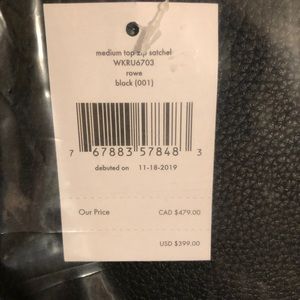 medium top zip satchel
WKRU6703
rowe
black (001)
7 67883 57848 3
debuted on 11-18-2019
Our Price CAD $479.00
USD $399.00